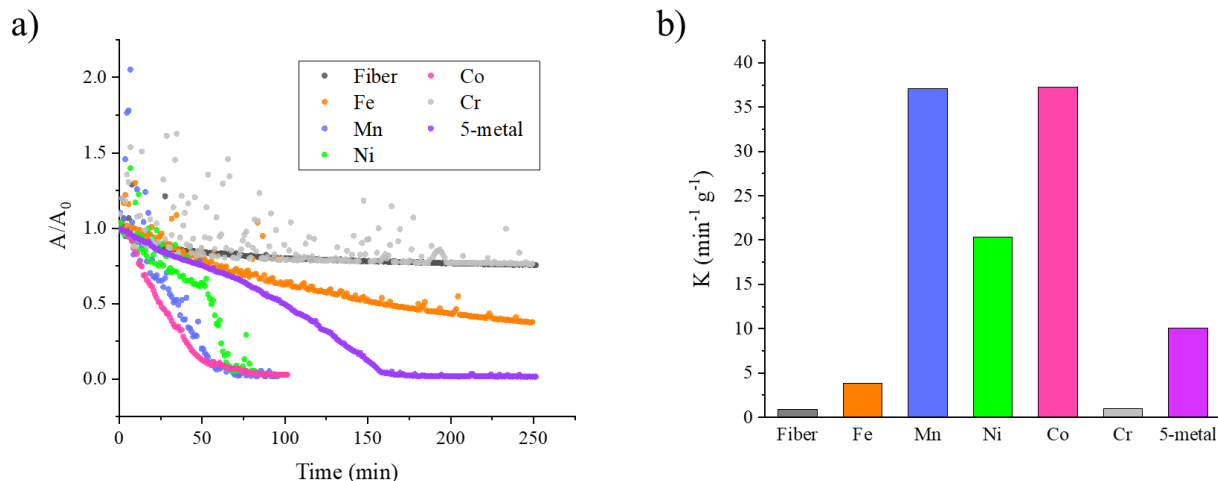 a)
A/A0
2.0
1.5
1.0
0.5
0.0
Fiber
Fe
Mn
Ni
Co
Cr
5-metal
0
50
100
150
200
250
Time (min)
b)
K (min-1 g-1)
40
35
30
25
20
15
10
5
0
Fiber
Fe
Mn
Ni
Co
Cr
5-metal